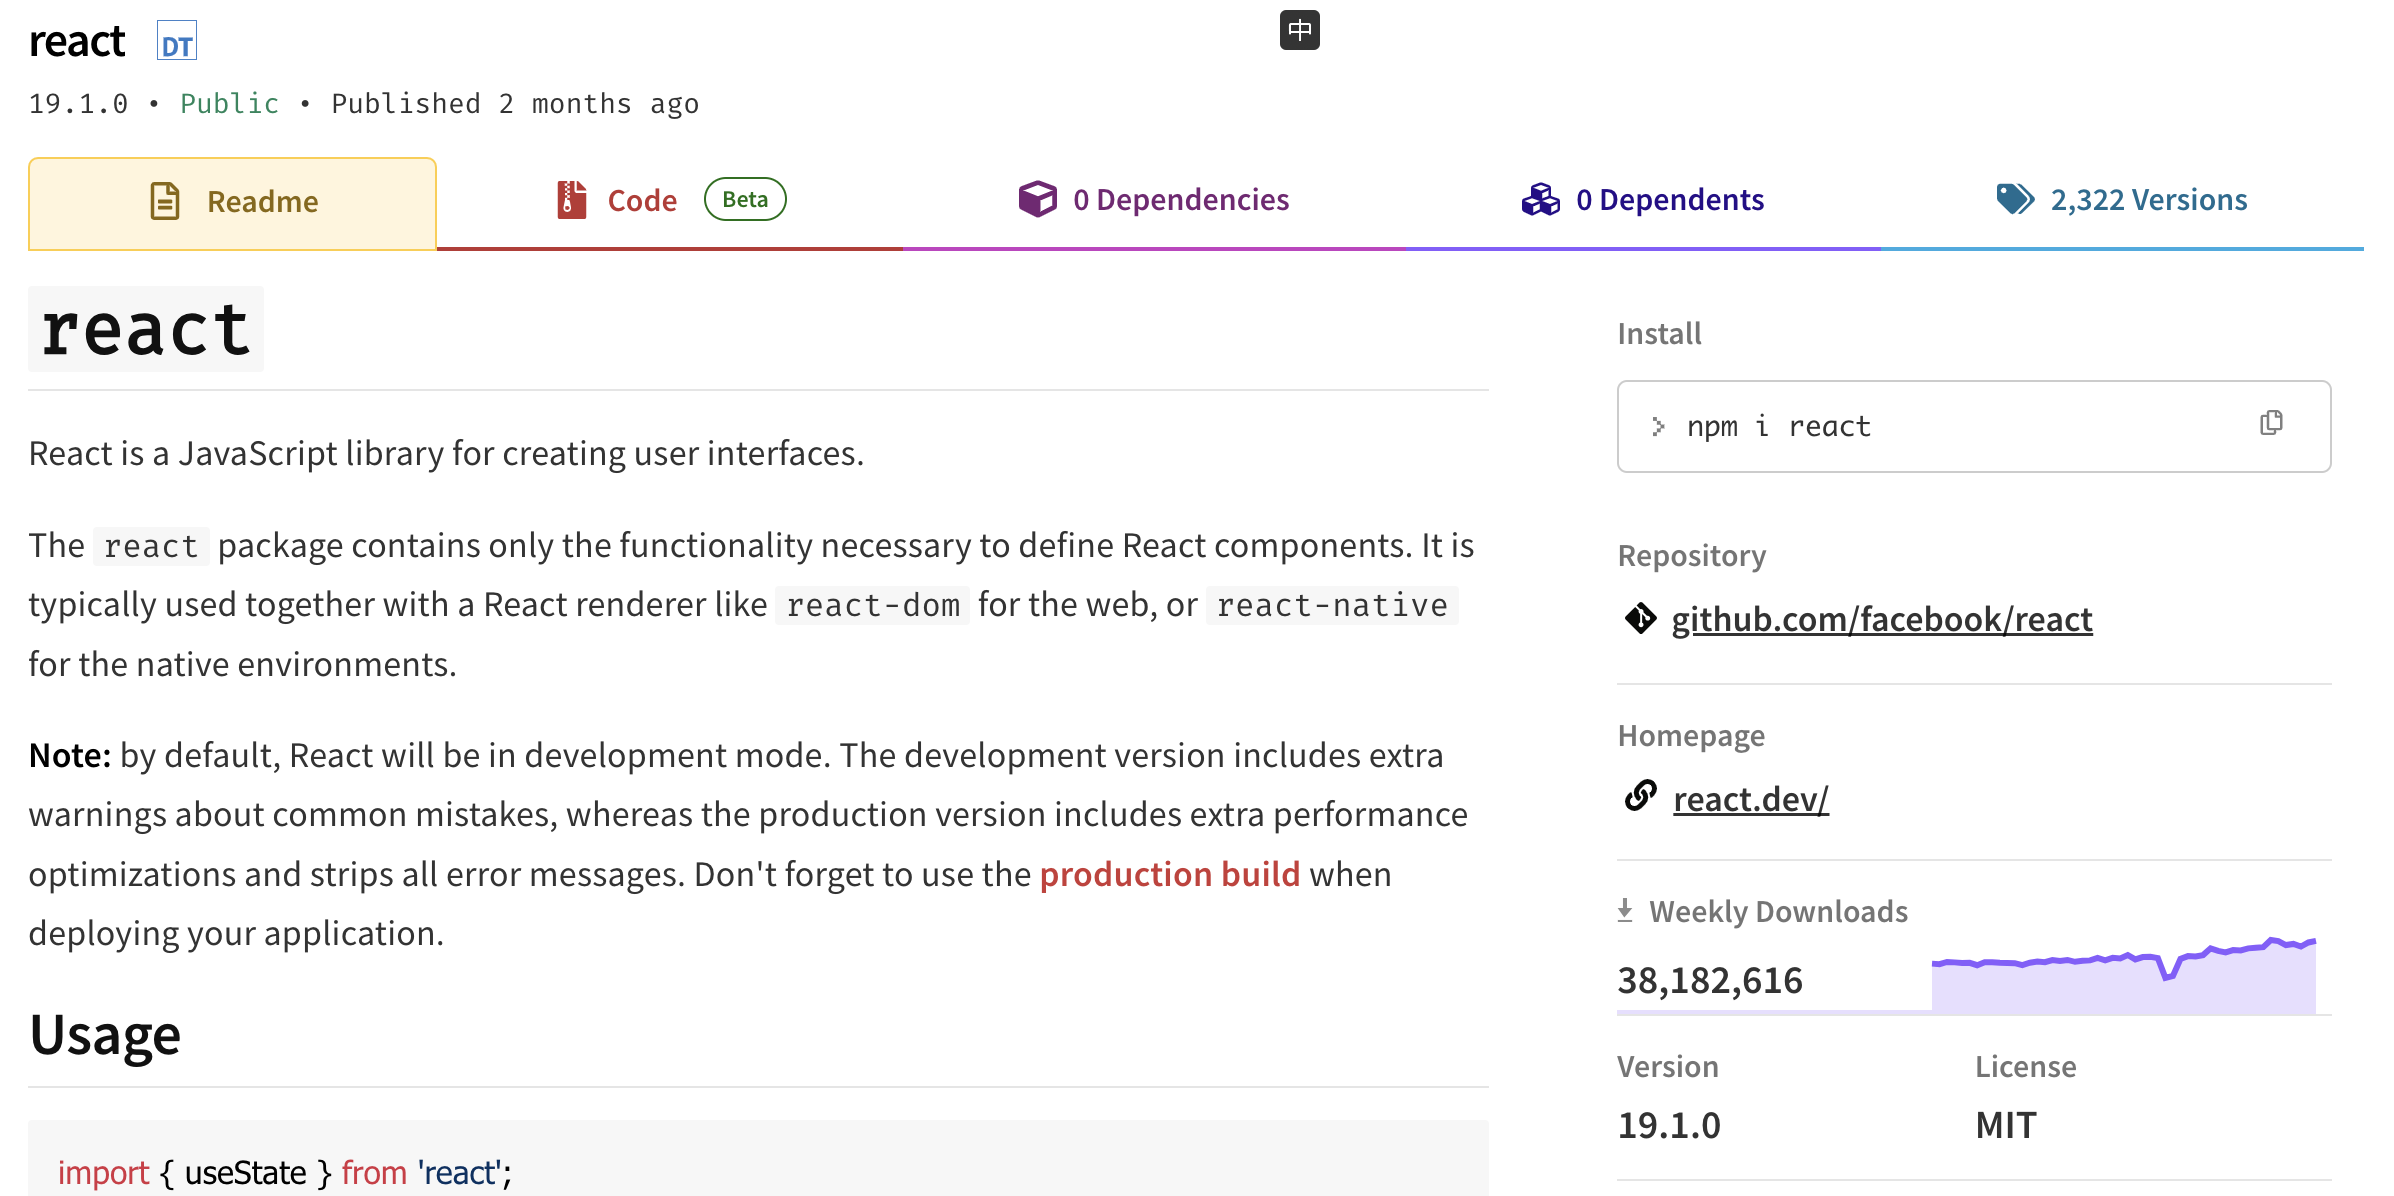 react DT
中
19.1.0 • Public • Published 2 months ago
Readme
Code Beta
0 Dependencies
0 Dependents
2,322 Versions
react
React is a JavaScript library for creating user interfaces.
The react package contains only the functionality necessary to define React components. It is
typically used together with a React renderer like react-dom for the web, or react-native
for the native environments.
Note: by default, React will be in development mode. The development version includes extra
warnings about common mistakes, whereas the production version includes extra performance
optimizations and strips all error messages. Don't forget to use the production build when
deploying your application.
Usage
import { useState } from 'react';
Install
> npm i react
Repository
github.com/facebook/react
Homepage
react.dev/
Weekly Downloads
38,182,616
Version
19.1.0
License
MIT